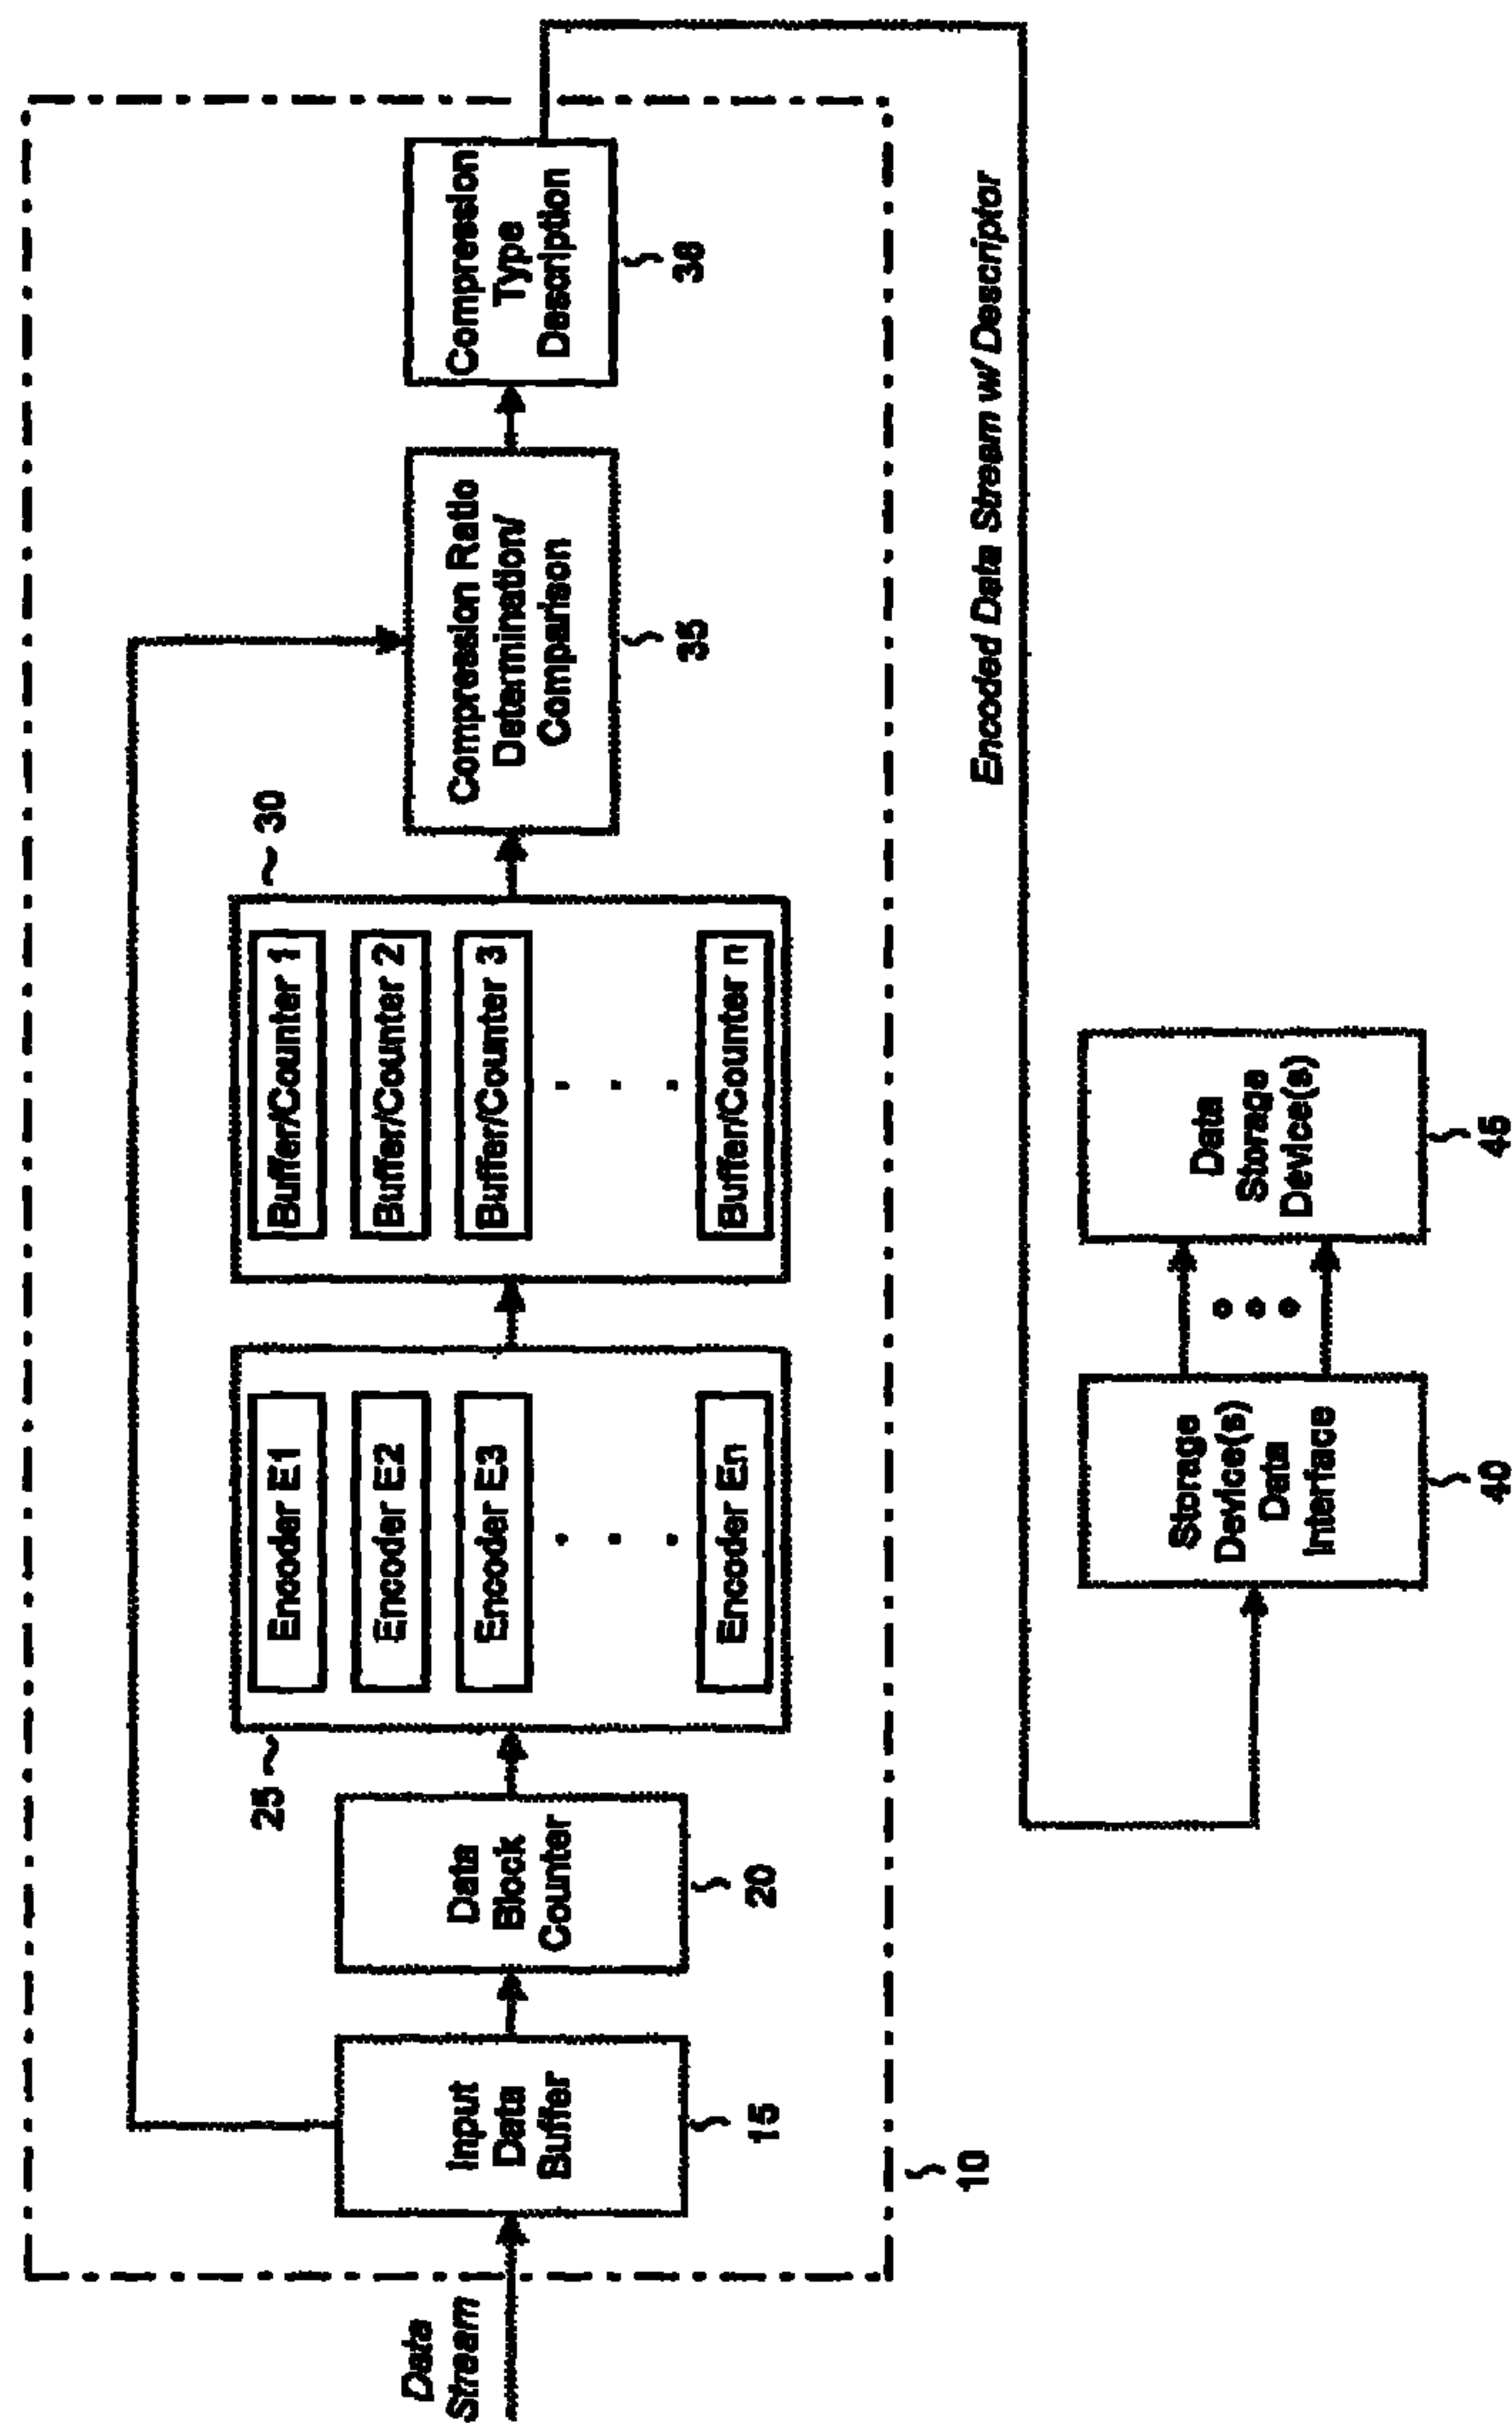 Data
Stream
Input
Data
Buffer
15
Data
Block
Counter
20
25
Encoder E1
Encoder E2
Encoder E3
Encoder En
30
Buffer/Counter 1
Buffer/Counter 2
Buffer/Counter 3
Buffer/Counter n
Compression Ratio
Determination/
Comparison
35
Compression
Type
Description
38
10
Encoded Data Stream w/ Descriptor
Storage
Device(s)
Data
Interface
40
Data
Storage
Device(s)
45